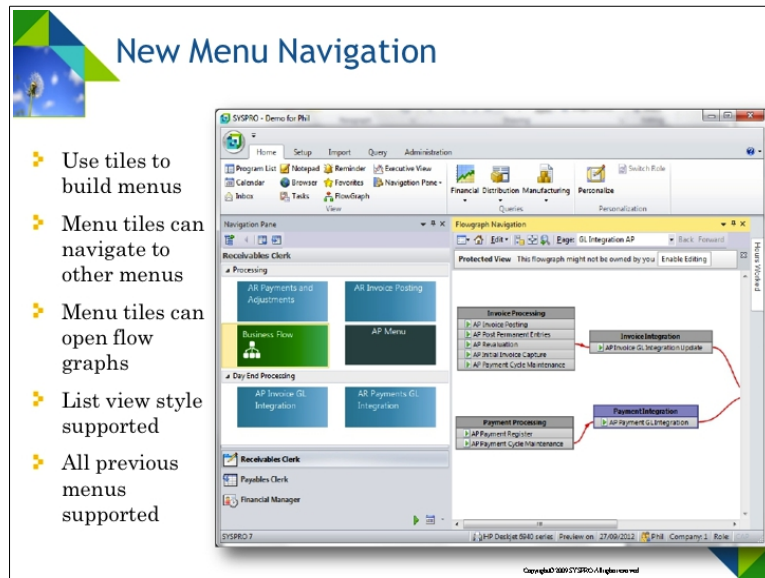 New Menu Navigation
Use tiles to
build menus
Menu tiles can
navigate to
other menus
Menu tiles can
open flow
graphs
List view style
supported
All previous
menus
supported
SYSPRO - Demo for Phil
Home Setup Import Query Administration
Program List Notepad Reminder Executive View
Calendar Browser Favorites Navigation Pane
Inbox Tasks FlowGraph
View
Financial Distribution Manufacturing
Queries
Personalize
Switch Role
Personalization
Navigation Pane
Receivables Clerk
Processing
AR Payments and
Adjustments
AR Invoice Posting
Business Flow
AP Menu
Day End Processing
AP Invoice GL
Integration
AR Payments GL
Integration
Receivables Clerk
Payables Clerk
Financial Manager
Flowgraph Navigation
Edit Page: GL Integration AP Back Forward
Protected View This flowgraph might not be owned by you Enable Editing
Invoice Processing
AP Invoice Posting
AP Post Permanent Entries
AP Revaluation
AP Initial Invoice Capture
AP Payment Cycle Maintenance
Invoice Integration
AP Invoice GL Integration Update
Payment Processing
AP Payment Register
AP Payment Cycle Maintenance
Payment Integration
AP Payment GL Integration
Hours Worked
SYSPRO 7
HP Deskjet 6940 series Preview on 27/09/2012 Phil Company: 1 Role:
Copyright © 2009 SYSPRO All rights reserved